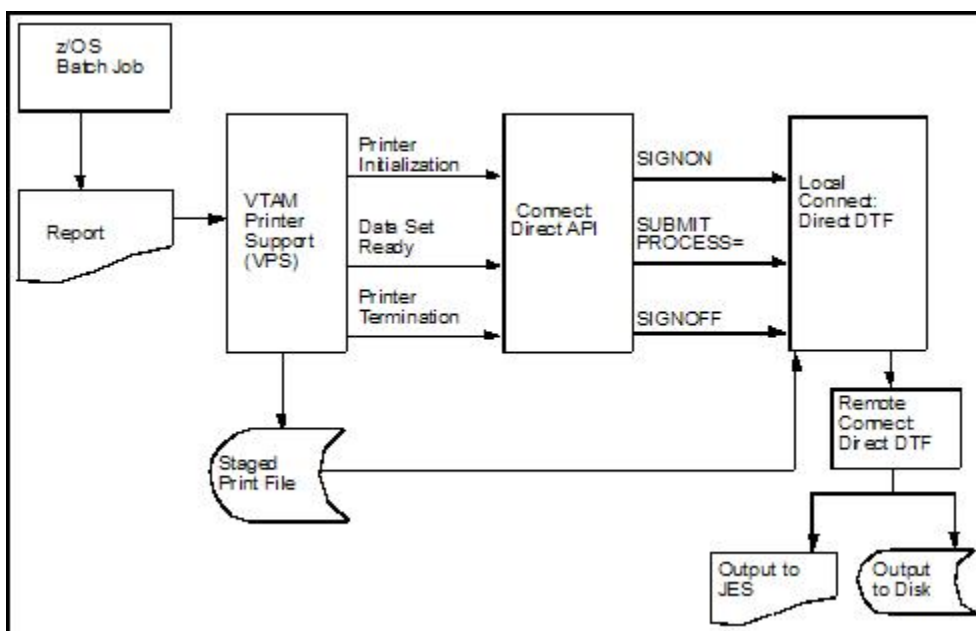 z/OS
Batch Job
Report
VTAM
Printer
Support
(VPS)
Printer
Initialization
Data Set
Ready
Printer
Termination
Connect
Direct API
SIGNON
SUBMIT
PROCESS=
SIGNOFF
Local
Connect:
Direct DTF
Staged
Print File
Remote
Connect
Direct DTF
Output to
JES
Output
to Disk